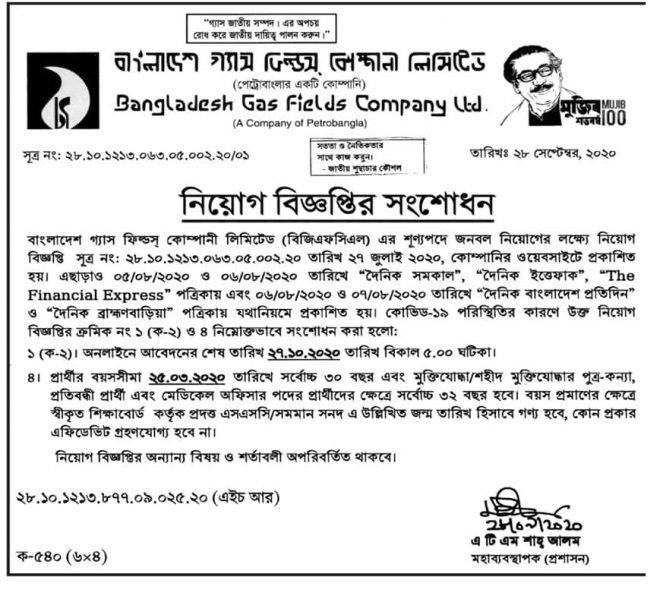 "গ্যাস জাতীয় সম্পদ। এর অপচয়
রোধ করে জাতীয় দায়িত্ব পালন করুন।"
বাংলাদেশ গ্যাস ফিল্ডস্ কোম্পানী লিমিটেড
(পেট্রোবাংলার একটি কোম্পানি)
Bangladesh Gas Fields Company Ltd.
(A Company of Petrobangla)
মুজিব MUJIB
শতবর্ষ 100
সূত্র নং: ২৮.১০.১২১৩.০৬৩.০৫.০০২.২০/০১
সততা ও নৈতিকতার
সাথে কাজ করুন।
- জাতীয় শুদ্ধাচার কৌশল
তারিখঃ ২৮ সেপ্টেম্বর, ২০২০
নিয়োগ বিজ্ঞপ্তির সংশোধন
বাংলাদেশ গ্যাস ফিল্ডস্ কোম্পানী লিমিটেড (বিজিএফসিএল) এর শূণ্যপদে জনবল নিয়োগের লক্ষ্যে নিয়োগ
বিজ্ঞপ্তি সূত্র নং: ২৮.১০.১২১৩.০৬৩.০৫.০০২.২০ তারিখ ২৭ জুলাই ২০২০, কোম্পানির ওয়েবসাইটে প্রকাশিত
হয়। এছাড়াও ০৫/০৮/২০২০ ও ০৬/০৮/২০২০ তারিখে "দৈনিক সমকাল", "দৈনিক ইত্তেফাক", "The
Financial Express" পত্রিকায় এবং ০৬/০৮/২০২০ ও ০৭/০৮/২০২০ তারিখে "দৈনিক বাংলাদেশ প্রতিদিন"
ও "দৈনিক ব্রাহ্মণবাড়িয়া" পত্রিকায় যথানিয়মে প্রকাশিত হয়। কোভিড-১৯ পরিস্থিতির কারণে উক্ত নিয়োগ
বিজ্ঞপ্তির ক্রমিক নং ১ (ক-২) ও ৪ নিম্নোক্তভাবে সংশোধন করা হলো:
১ (ক-২)। অনলাইনে আবেদনের শেষ তারিখ ২৭.১০.২০২০ তারিখ বিকাল ৫.০০ ঘটিকা।
৪। প্রার্থীর বয়সসীমা ২৫.০৩.২০২০ তারিখে সর্বোচ্চ ৩০ বছর এবং মুক্তিযোদ্ধা/শহীদ মুক্তিযোদ্ধার পুত্র-কন্যা,
প্রতিবন্ধী প্রার্থী এবং মেডিকেল অফিসার পদের প্রার্থীদের ক্ষেত্রে সর্বোচ্চ ৩২ বছর হবে। বয়স প্রমাণের ক্ষেত্রে
স্বীকৃত শিক্ষাবোর্ড কর্তৃক প্রদত্ত এসএসসি/সমমান সনদ এ উল্লিখিত জন্ম তারিখ হিসাবে গণ্য হবে, কোন প্রকার
এফিডেভিট গ্রহণযোগ্য হবে না।
নিয়োগ বিজ্ঞপ্তির অন্যান্য বিষয় ও শর্তাবলী অপরিবর্তিত থাকবে।
২৮.১০.১২১৩.৮৭৭.০৯.০২৫.২০ (এইচ আর)
২৮/০৯/২০২০
এ টি এম শাহ্ আলম
মহাব্যবস্থাপক (প্রশাসন)
ক-৫৪০ (৬×৪)